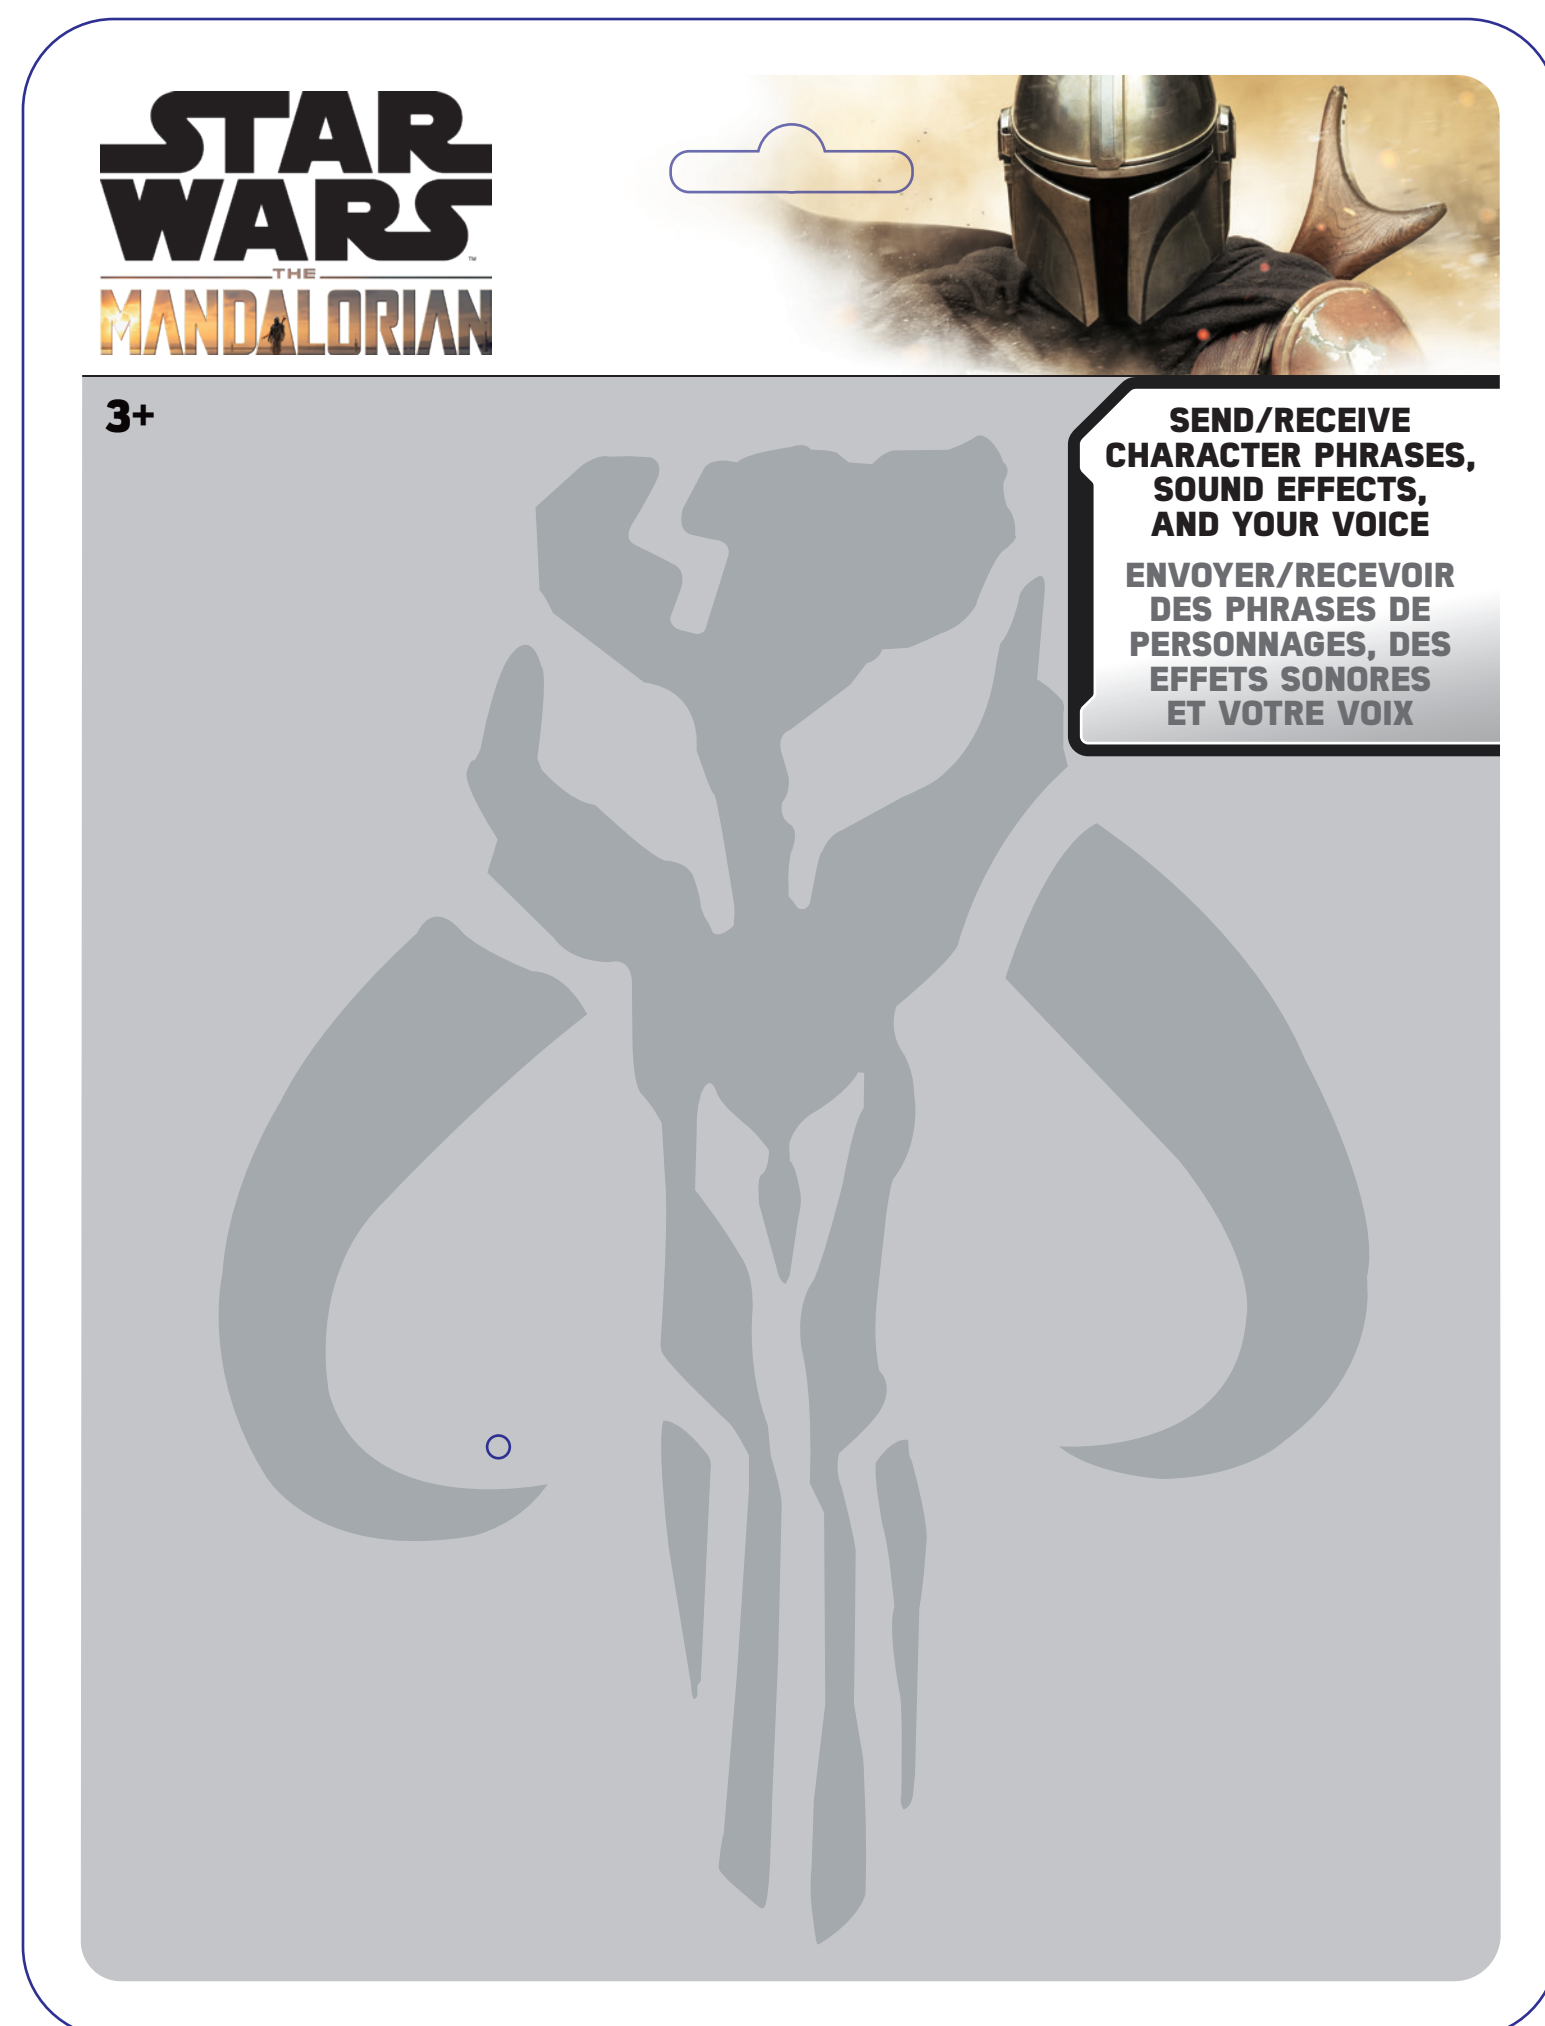 STAR
WARS™
THE
MANDALORIAN
3+
SEND/RECEIVE
CHARACTER PHRASES,
SOUND EFFECTS,
AND YOUR VOICE
ENVOYER/RECEVOIR
DES PHRASES DE
PERSONNAGES, DES
EFFETS SONORES
ET VOTRE VOIX